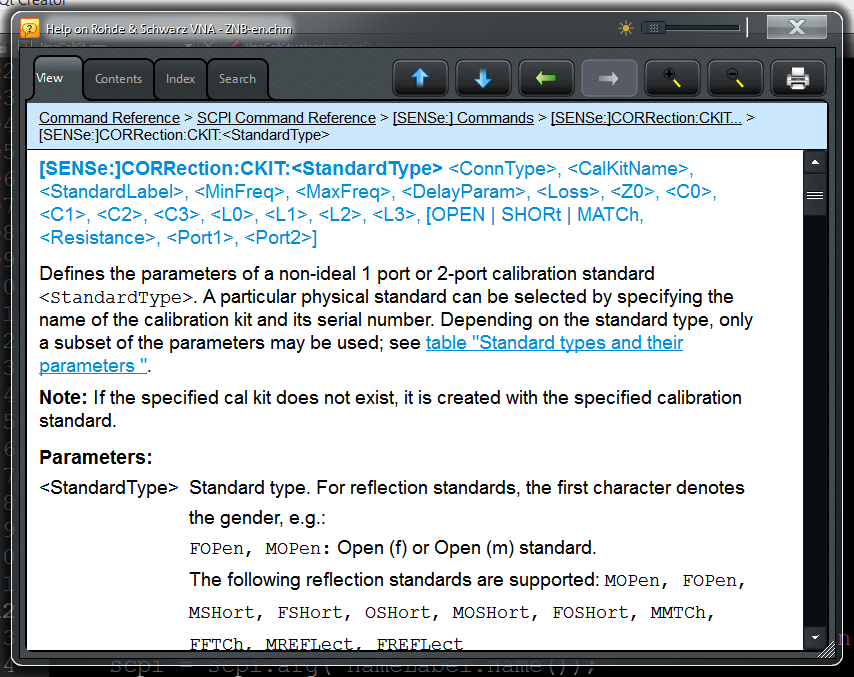 Qt Creator
Help on Rohde & Schwarz VNA - ZNB-en.chm
View Contents Index Search
Command Reference > SCPI Command Reference > [SENSe:] Commands > [SENSe:]CORRection:CKIT... >
[SENSe:]CORRection:CKIT:<StandardType>
[SENSe:]CORRection:CKIT:<StandardType> <ConnType>, <CalKitName>,
<StandardLabel>, <MinFreq>, <MaxFreq>, <DelayParam>, <Loss>, <Z0>, <C0>,
<C1>, <C2>, <C3>, <L0>, <L1>, <L2>, <L3>, [OPEN | SHORt | MATCh,
<Resistance>, <Port1>, <Port2>]
Defines the parameters of a non-ideal 1 port or 2-port calibration standard
<StandardType>. A particular physical standard can be selected by specifying the
name of the calibration kit and its serial number. Depending on the standard type, only
a subset of the parameters may be used; see table "Standard types and their
parameters ".
Note: If the specified cal kit does not exist, it is created with the specified calibration
standard.
Parameters:
<StandardType> Standard type. For reflection standards, the first character denotes
the gender, e.g.:
FOPen, MOPen: Open (f) or Open (m) standard.
The following reflection standards are supported: MOPen, FOPen,
MSHort, FSHort, OSHort, MOSHort, FOSHort, MMTCh,
FFTCh, MREFLect, FREFLect
scpi = scpi.arg( nameLabel.name());